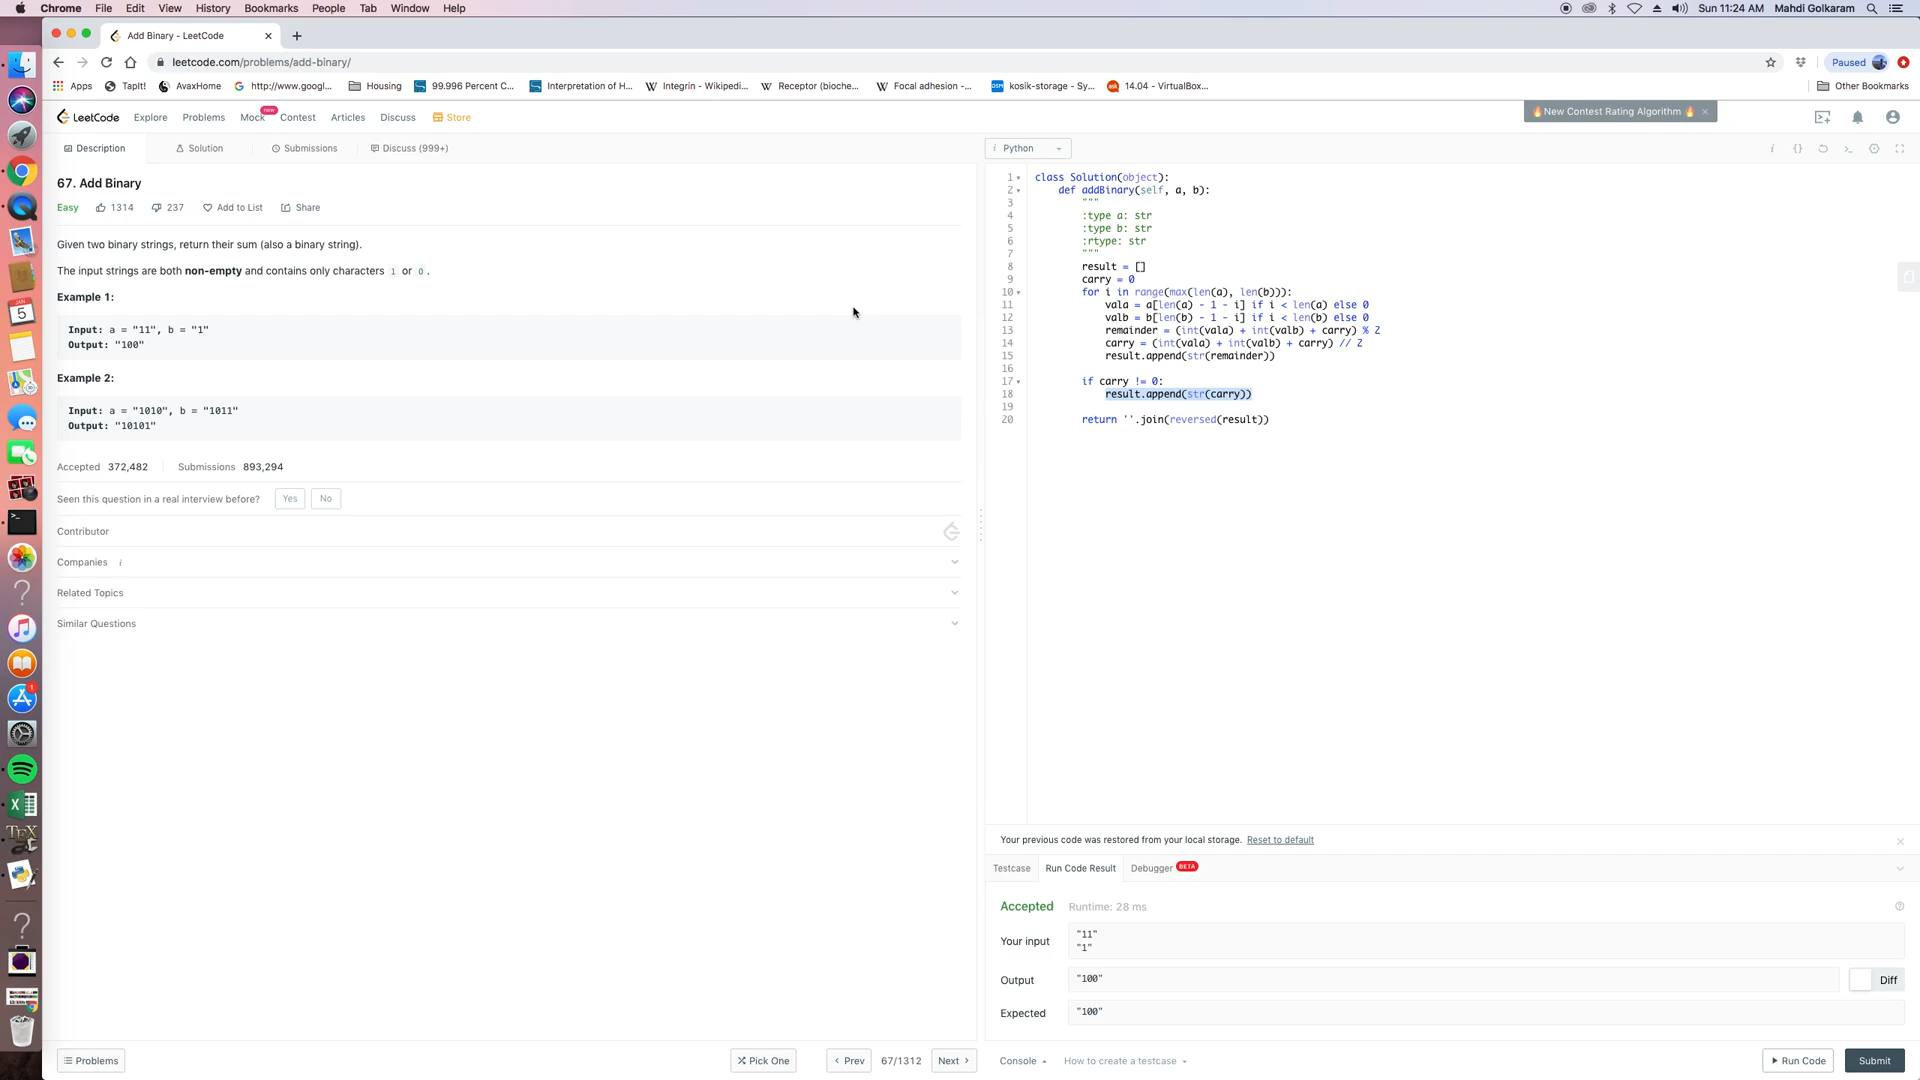 Chrome File Edit View History Bookmarks People Tab Window Help
Sun 11:24 AM Mahdi Golkaram
Add Binary - LeetCode
leetcode.com/problems/add-binary/
Paused
Apps TapIt! AvaxHome http://www.googl... Housing 99.996 Percent C... Interpretation of H... Integrin - Wikipedi... Receptor (bioche... Focal adhesion -... kosik-storage - Sy... 14.04 - VirtualBox... Other Bookmarks
LeetCode Explore Problems Mock new Contest Articles Discuss Store
🔥New Contest Rating Algorithm 🔥 ×
Description Solution Submissions Discuss (999+)
67. Add Binary
Easy 1314 237 Add to List Share
Given two binary strings, return their sum (also a binary string).
The input strings are both non-empty and contains only characters 1 or 0.
Example 1:
Input: a = "11", b = "1"
Output: "100"
Example 2:
Input: a = "1010", b = "1011"
Output: "10101"
Accepted 372,482 Submissions 893,294
Seen this question in a real interview before? Yes No
Contributor
Companies i
Related Topics
Similar Questions
Problems Pick One Prev 67/1312 Next
i Python
1 class Solution(object):
2 def addBinary(self, a, b):
3 """
4 :type a: str
5 :type b: str
6 :rtype: str
7 """
8 result = []
9 carry = 0
10 for i in range(max(len(a), len(b))):
11 vala = a[len(a) - 1 - i] if i < len(a) else 0
12 valb = b[len(b) - 1 - i] if i < len(b) else 0
13 remainder = (int(vala) + int(valb) + carry) % 2
14 carry = (int(vala) + int(valb) + carry) // 2
15 result.append(str(remainder))
16
17 if carry != 0:
18 result.append(str(carry))
19
20 return ''.join(reversed(result))
Your previous code was restored from your local storage. Reset to default
Testcase Run Code Result Debugger BETA
Accepted Runtime: 28 ms
Your input
"11"
"1"
Output "100" Diff
Expected "100"
Console How to create a testcase Run Code Submit
JAN
5
TEX